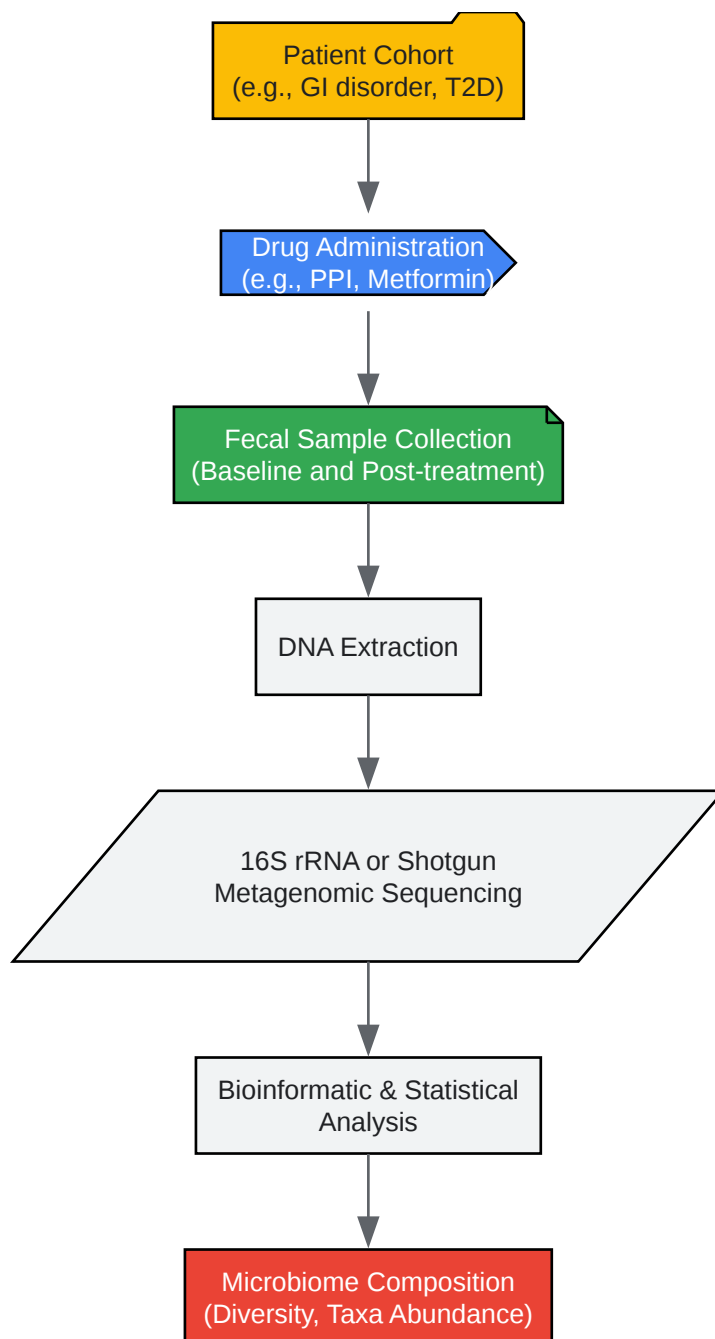 Patient Cohort
(e.g., GI disorder, T2D)
Drug Administration
(e.g., PPI, Metformin)
Fecal Sample Collection
(Baseline and Post-treatment)
DNA Extraction
16S rRNA or Shotgun
Metagenomic Sequencing
Bioinformatic & Statistical
Analysis
Microbiome Composition
(Diversity, Taxa Abundance)